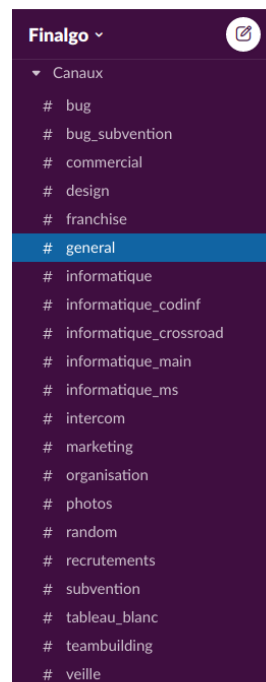 Finalgo
Canaux
# bug
# bug_subvention
# commercial
# design
# franchise
# general
# informatique
# informatique_codinf
# informatique_crossroad
# informatique_main
# informatique_ms
# intercom
# marketing
# organisation
# photos
# random
# recrutements
# subvention
# tableau_blanc
# teambuilding
# veille